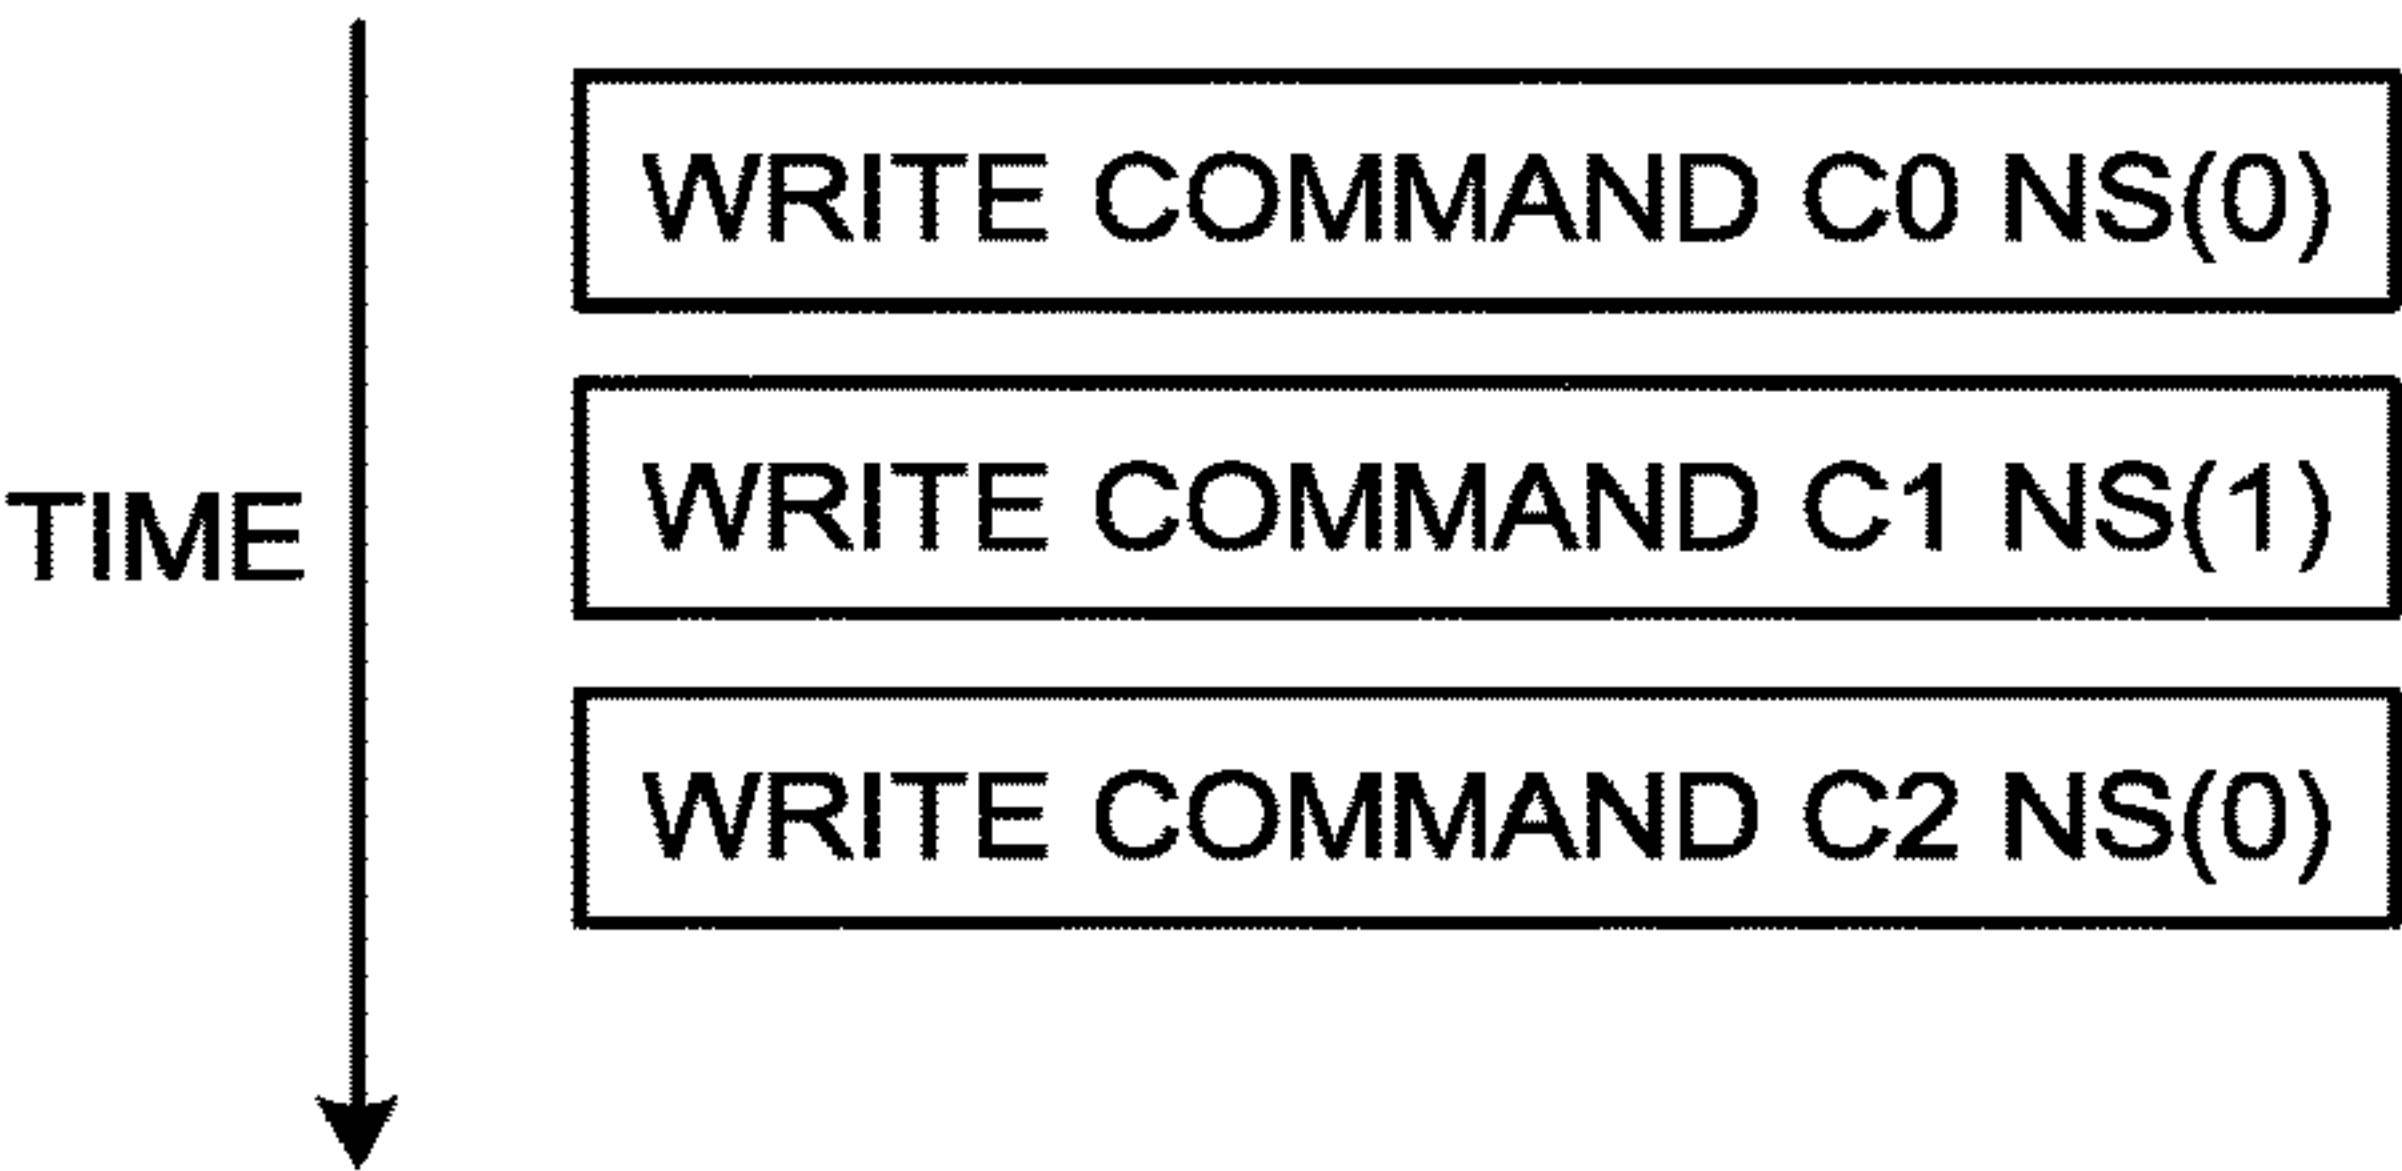 WRITE COMMAND C0 NS(0)
WRITE COMMAND C1 NS(1)
TIME
WRITE COMMAND C2 NS(0)